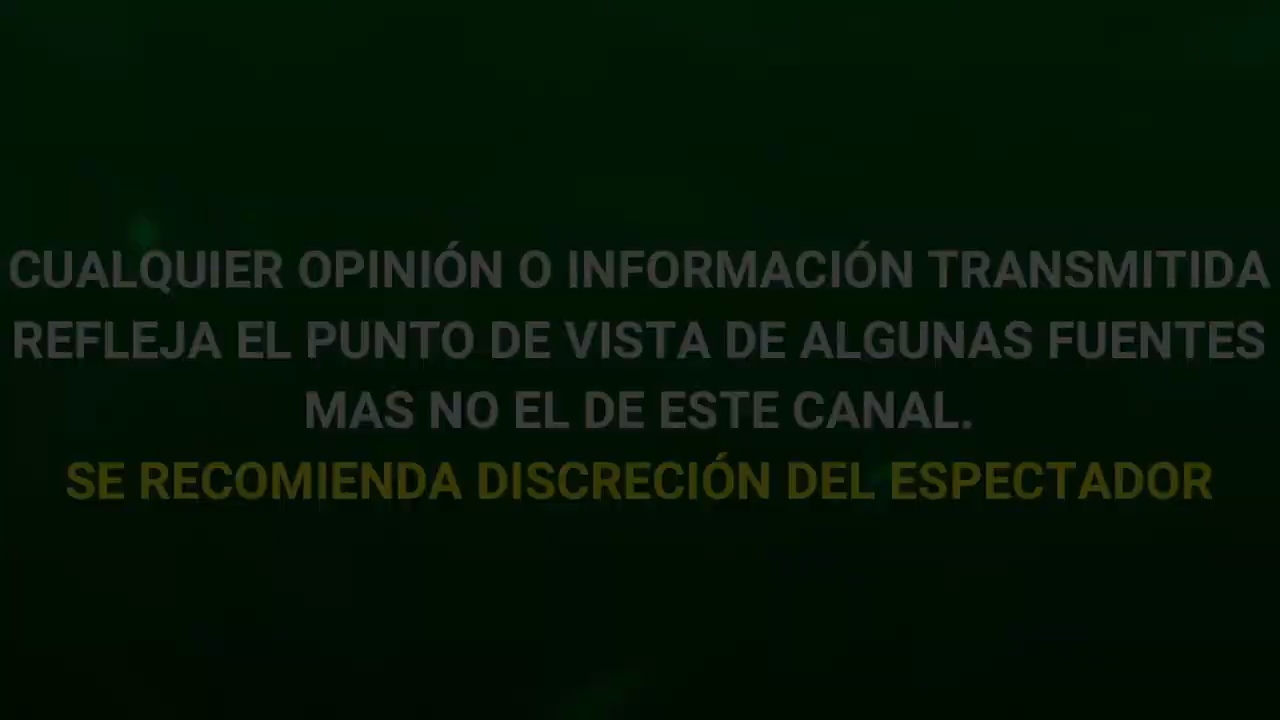 CUALQUIER OPINIÓN O INFORMACIÓN TRANSMITIDA
REFLEJA EL PUNTO DE VISTA DE ALGUNAS FUENTES
MAS NO EL DE ESTE CANAL.
SE RECOMIENDA DISCRECIÓN DEL ESPECTADOR